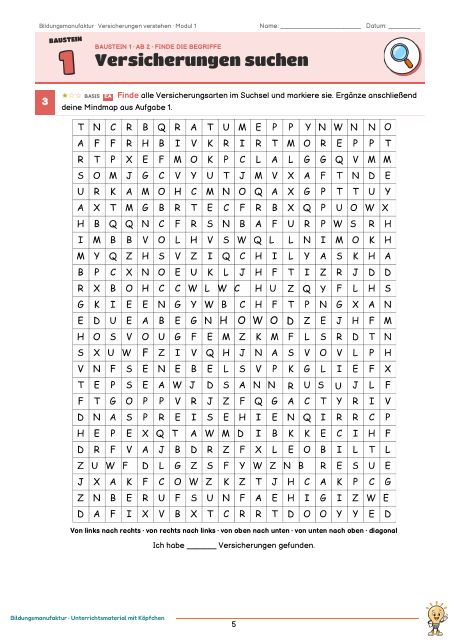 Bildungsmanufaktur · Versicherungen verstehen · Modul 1 Name: Datum:
BAUSTEIN
1
BAUSTEIN 1 · AB 2 · FINDE DIE BEGRIFFE
Versicherungen suchen
3 BASIS EA Finde alle Versicherungsarten im Suchsel und markiere sie. Ergänze anschließend
deine Mindmap aus Aufgabe 1.
T N C R B Q R A T U M E P P Y N W N N O
A F F R H B I V K R I R T M O R E P P T
R T P X E F M O K P C L A L G G Q V M M
S O M J G C V Y U T J M V X A F T N D E
U R K A M O H C M N O Q A X G P T T U Y
A X T M G B R T E C F R B X Q P U O W X
H B Q Q N C F R S N B A F U R P W S R H
I M B B V O L H V S W Q L L N I M O K H
M Y Q Z H S V Z I Q C H I L Y A S K H A
B P C X N O E U K L J H F T I Z R J D D
R X B O H C C W L W C H U Z Q Y F L H S
G K I E E N G Y W B C H F T P N G X A N
E D U E A B E G N H O W O D Z E J H F M
H O S V O U G F E M Z K M F L S R D T N
S X U W F Z I V Q H J N A S V O V L P H
V N F S E N E B E L S V P K G L I E F X
T E P S E A W J D S A N N R U S U J L F
F T G O P P V R J Z F Q G A C T Y R I V
D N A S P R E I S E H I E N Q I R R C P
H E P E X Q T A W M D I B K K E C I H F
D R F V A J B D R Z F X L E O B I L T L
Z U W F D L G Z S F Y W Z N B R E S U E
J X A K F C O W Z K Z T J H C A K P C G
Z N B E R U F S U N F A E H I G I Z W E
D A F I X V B X T C R R T D O O Y Y E D
Von links nach rechts · von rechts nach links · von oben nach unten · von unten nach oben · diagonal
Ich habe ______ Versicherungen gefunden.
Bildungsmanufaktur · Unterrichtsmaterial mit Köpfchen
5